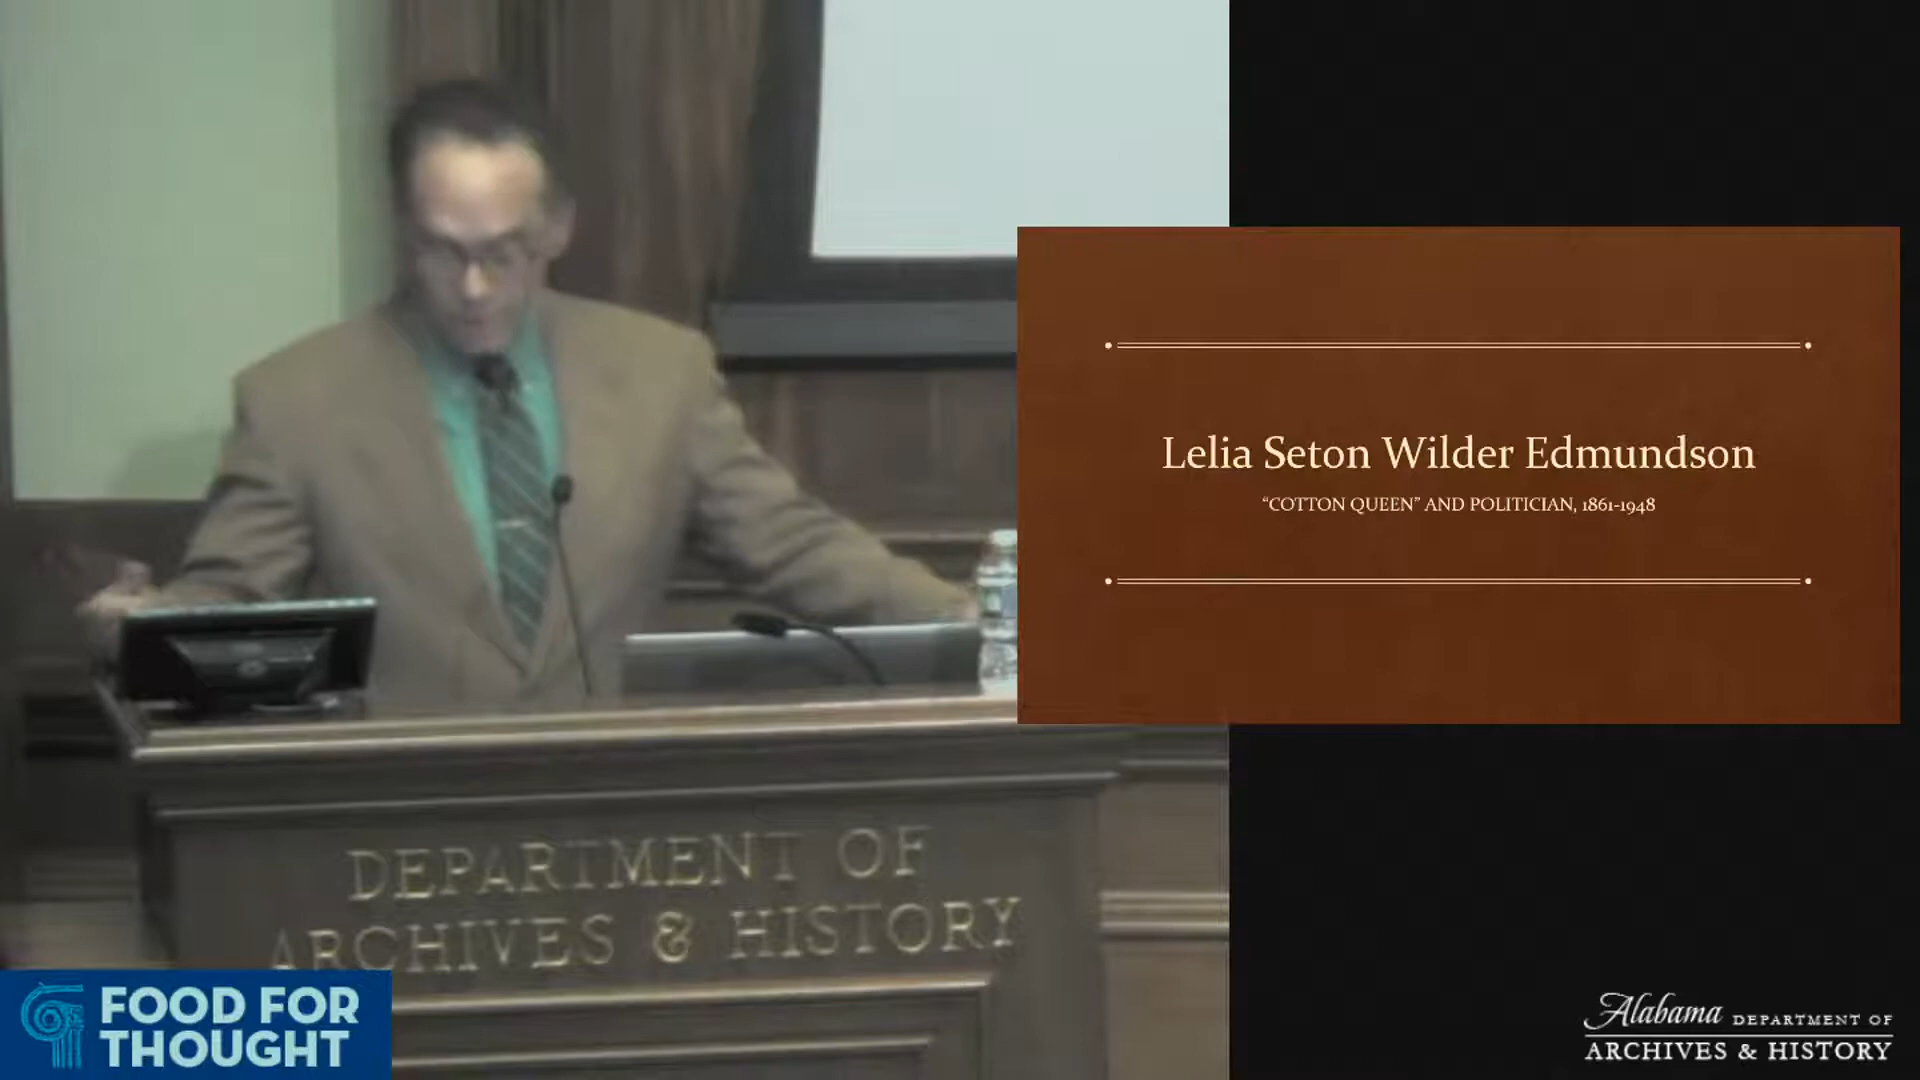 Lelia Seton Wilder Edmundson
“COTTON QUEEN” AND POLITICIAN, 1861-1948
DEPARTMENT OF
ARCHIVES & HISTORY
FOOD FOR
THOUGHT
Alabama DEPARTMENT OF
ARCHIVES & HISTORY